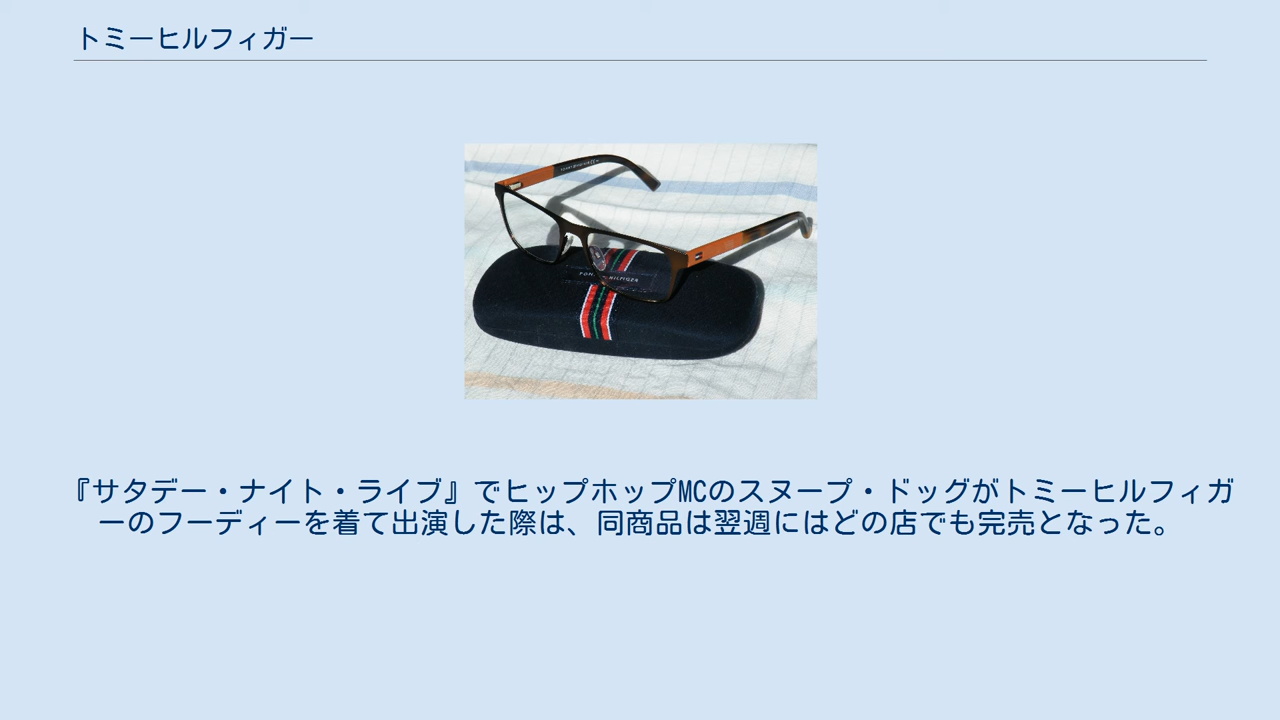 トミーヒルフィガー
TOMMY HILFIGER
『サタデー・ナイト・ライブ』でヒップホップMCのスヌープ・ドッグがトミーヒルフィガ
ーのフーディーを着て出演した際は、同商品は翌週にはどの店でも完売となった。